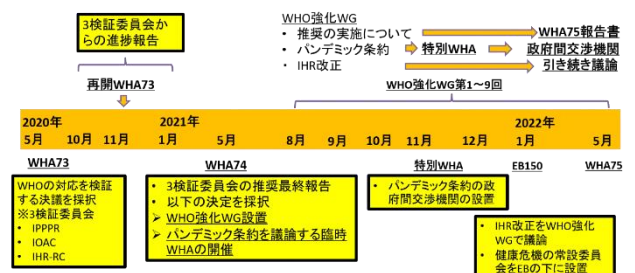 3検証委員会か
らの進捗報告
再開WHA73
WHO強化WG
• 推奨の実施について
WHA75報告書
• パンデミック条約
特別WHA
政府間交渉機関
• IHR改正
引き続き議論
WHO強化WG第1～9回
2020年
2021年
2022年
5月 10月 11月 1月 5月 8月 9月 10月 11月 12月 1月 5月
WHA73
WHA74
特別WHA
EB150
WHA75
WHOの対応を検証
する決議を採択
※3検証委員会
• IPPPR
• IOAC
• IHR-RC
• 3検証委員会の推奨最終報告
• 以下の決定を採択
➢ WHO強化WG設置
➢ パンデミック条約を議論する臨時
WHAの開催
• パンデミック条約の政
府間交渉機関の設置
• IHR改正をWHO強化
WGで議論
• 健康危機の常設委員
会をEBの下に設置